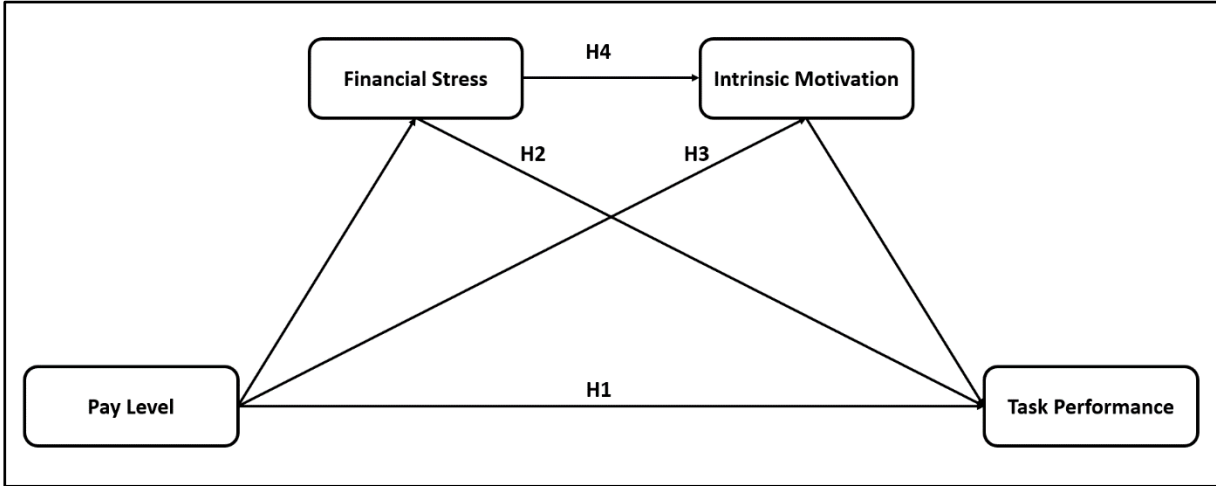 H4
Financial Stress
Intrinsic Motivation
H2
H3
H1
Pay Level
Task Performance